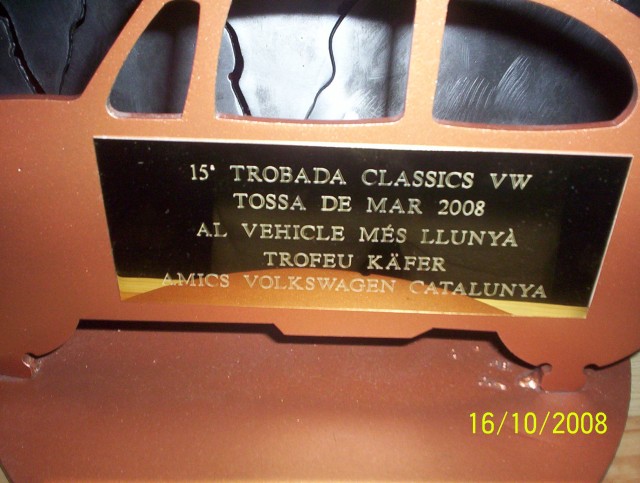 15ª TROBADA CLASSICS VW
TOSSA DE MAR 2008
AL VEHICLE MÉS LLUNYÀ
TROFEU KÄFER
AMICS VOLKSWAGEN CATALUNYA
16/10/2008